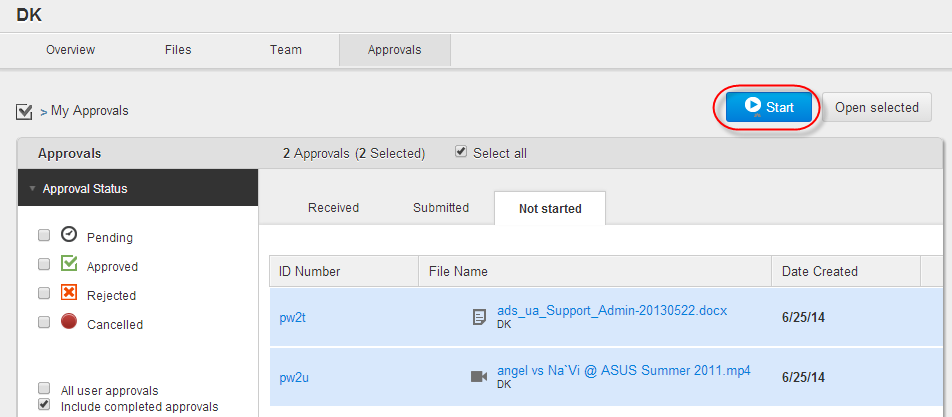 DK
Overview Files Team Approvals
> My Approvals
Start Open selected
Approvals 2 Approvals (2 Selected) Select all
Approval Status
Received Submitted Not started
Pending
Approved
Rejected
Cancelled
All user approvals
Include completed approvals
ID Number File Name Date Created
pw2t ads_ua_Support_Admin-20130522.docx 6/25/14
DK
pw2u angel vs Na`Vi @ ASUS Summer 2011.mp4 6/25/14
DK